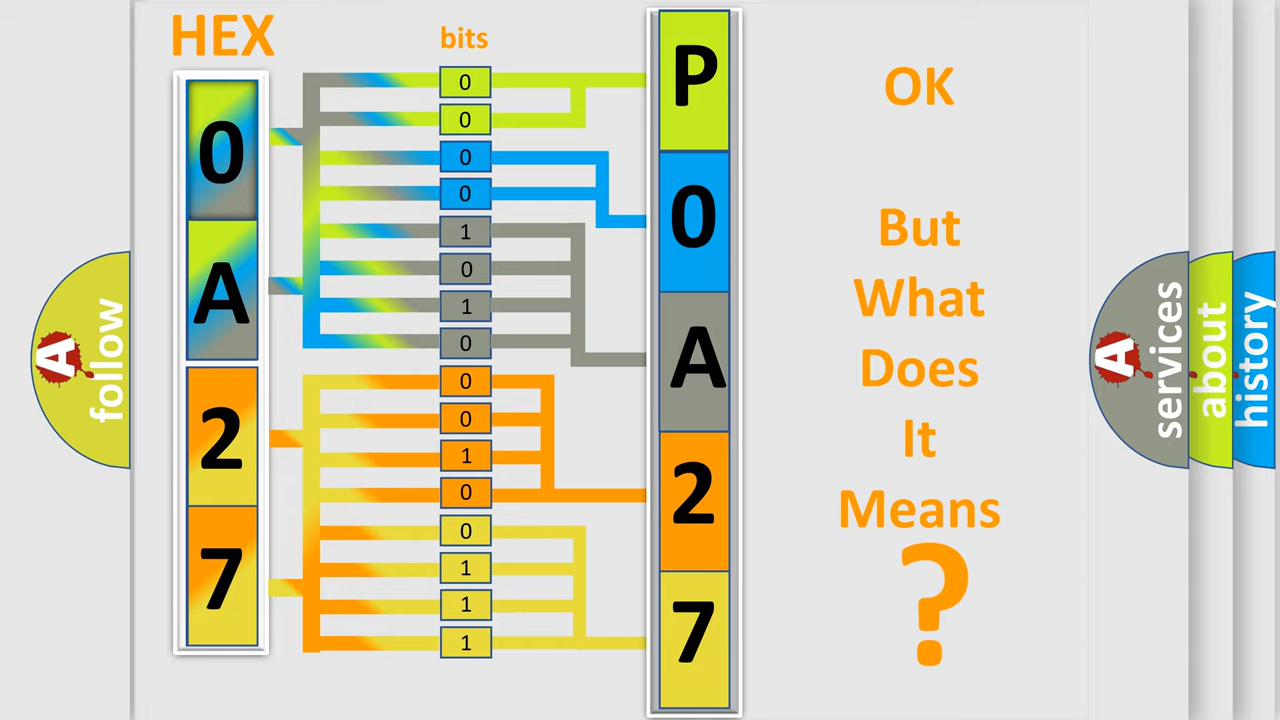 HEX
bits
0
A
2
7
0
0
0
0
1
0
1
0
0
0
1
0
0
1
1
1
P
0
A
2
7
OK
But
What
Does
It
Means
?
A
follow
A
services
about
history